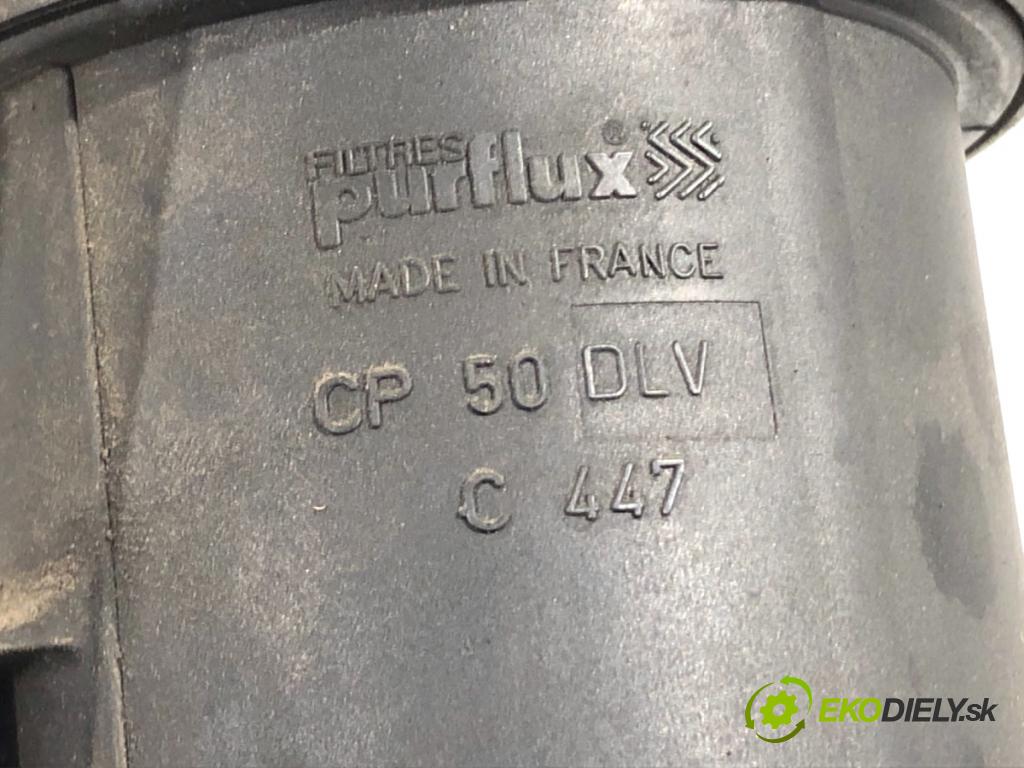 FILTRES
purflux®
MADE IN FRANCE
CP 50 DLV
C 447
EKODIELY.sk